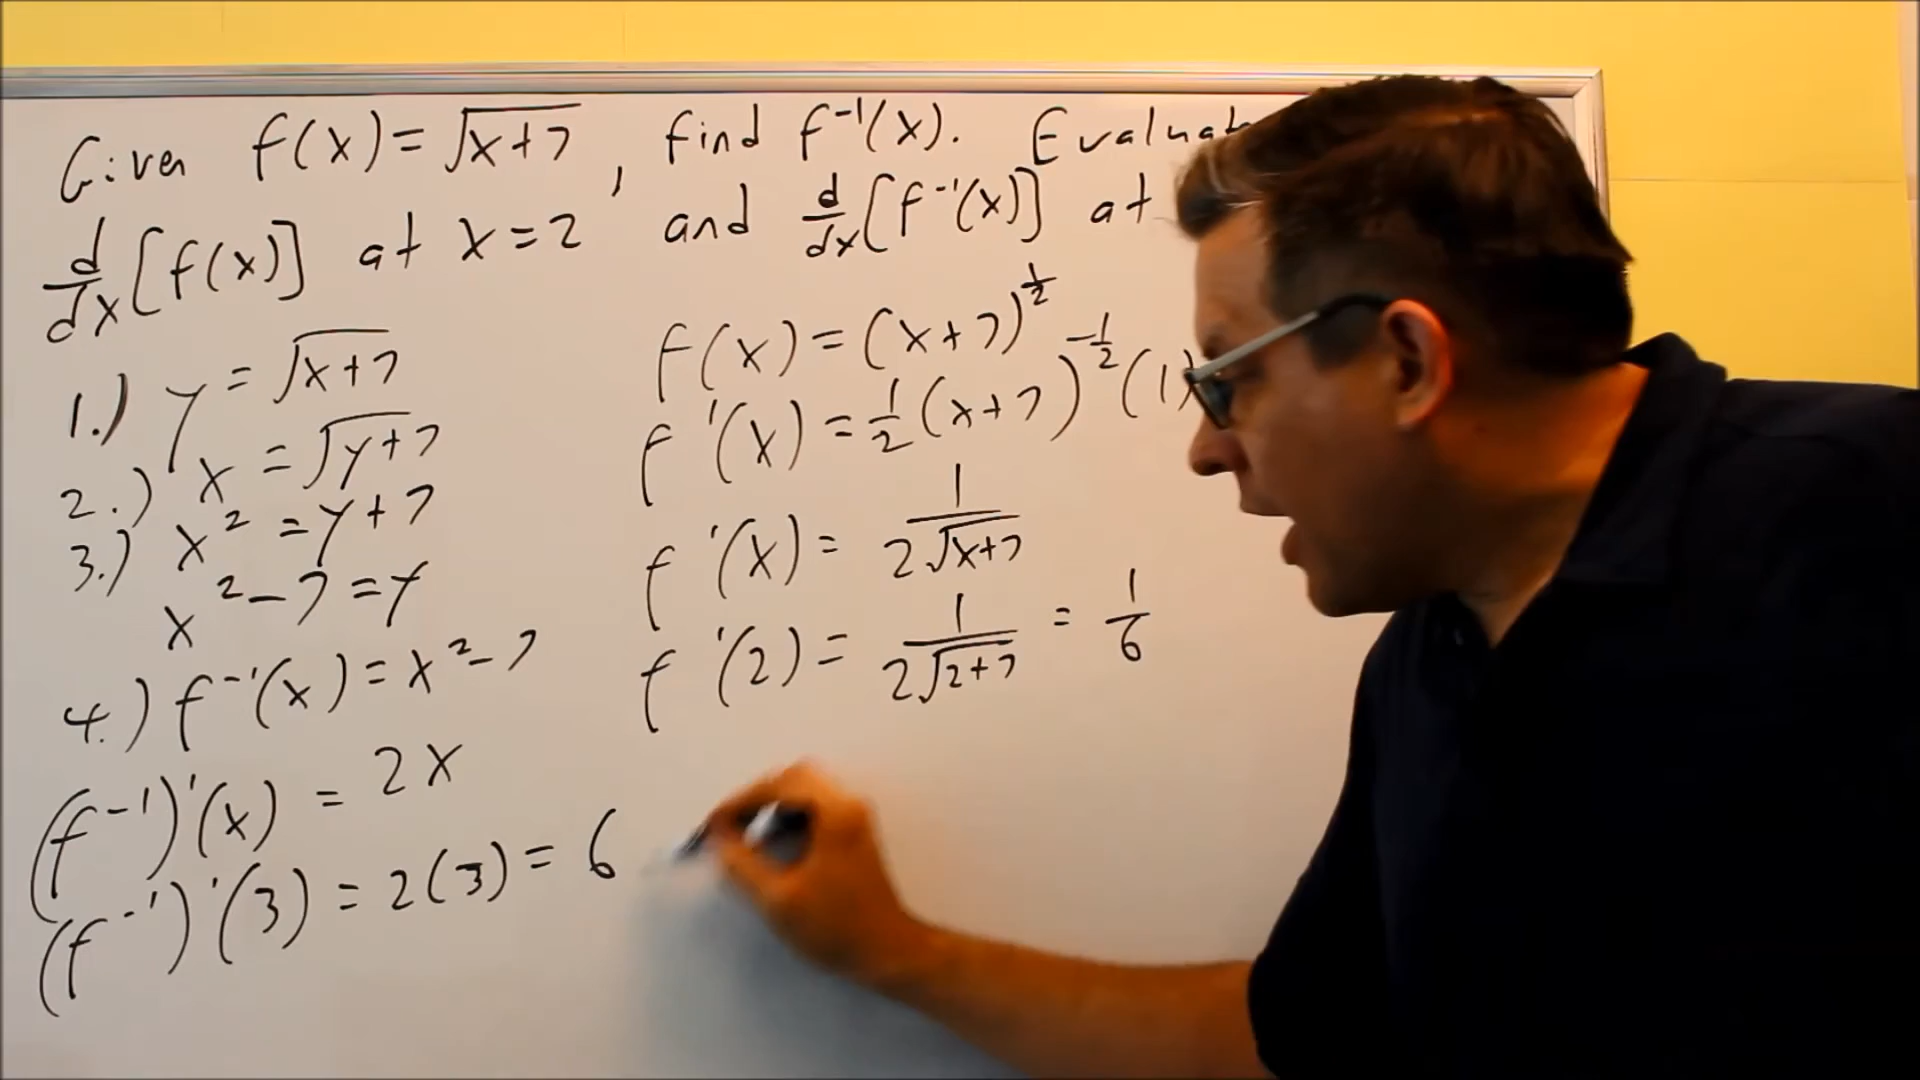 Given f(x) = √x+7, find f⁻¹(x). Evaluat
d/dx [f(x)] at x = 2 and d/dx [f⁻¹(x)] at
1.) y = √x+7
2.) x = √y+7
3.) x² = y+7
x² - 7 = y
4.) f⁻¹(x) = x² - 7
(f⁻¹)'(x) = 2x
(f⁻¹)'(3) = 2(3) = 6
f(x) = (x+7)^1/2
f'(x) = 1/2 (x+7)^-1/2 (1)
f'(x) = 1/2√x+7
f'(2) = 1/2√2+7 = 1/6